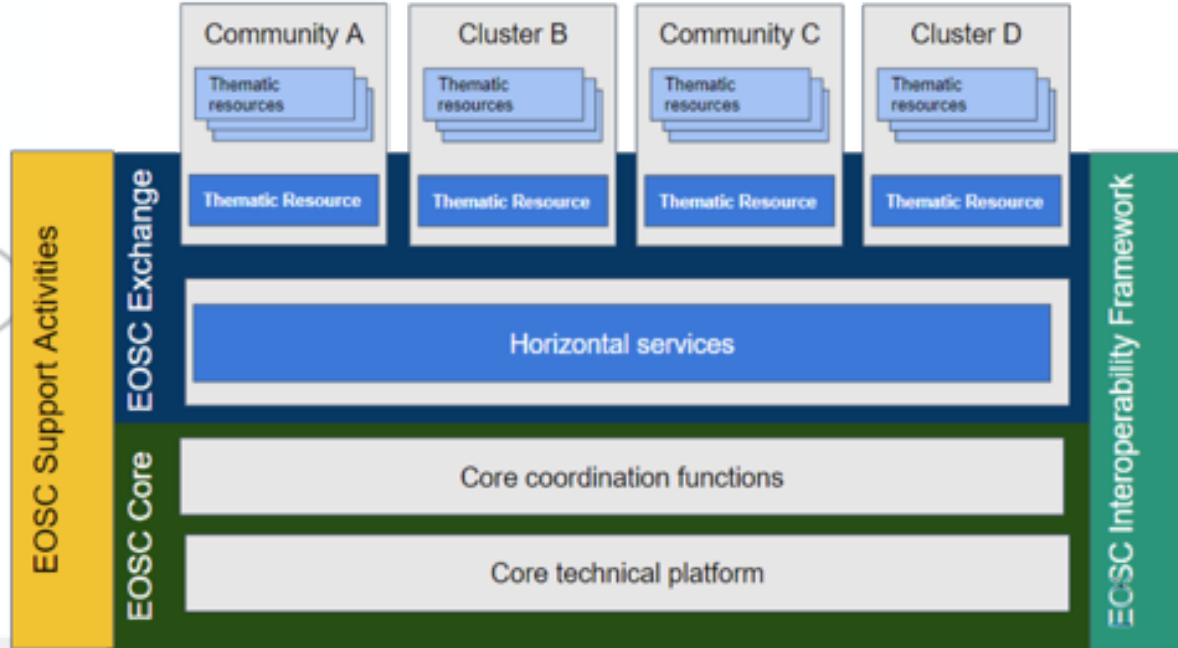 Community A
Cluster B
Community C
Cluster D
Thematic
resources
Thematic
resources
Thematic
resources
Thematic
resources
Thematic Resource
Thematic Resource
Thematic Resource
Thematic Resource
EOSC Support Activities
EOSC Exchange
Horizontal services
EOSC Core
Core coordination functions
Core technical platform
EOSC Interoperability Framework